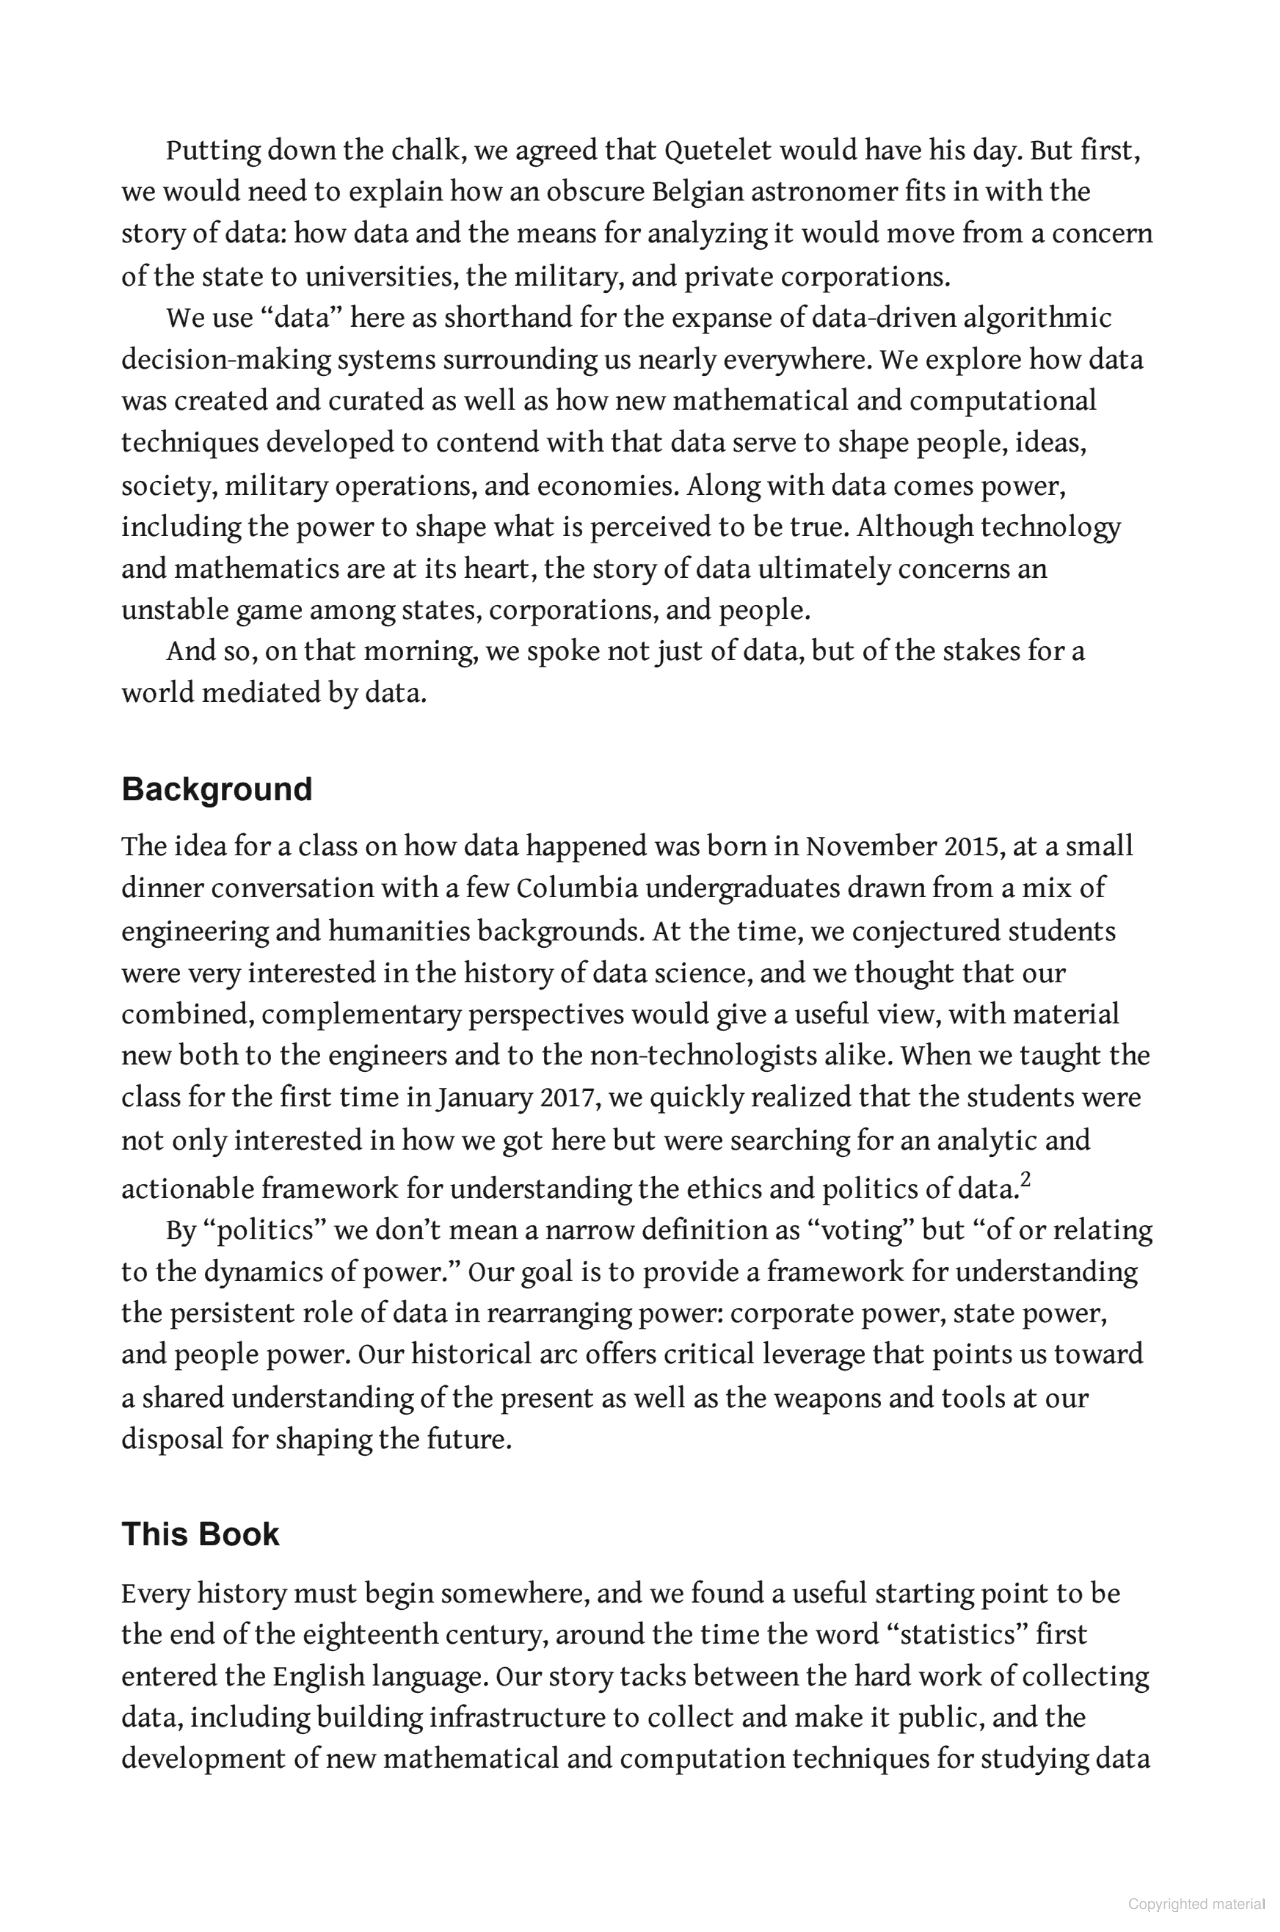 Putting down the chalk, we agreed that Quetelet would have his day. But first,
we would need to explain how an obscure Belgian astronomer fits in with the
story of data: how data and the means for analyzing it would move from a concern
of the state to universities, the military, and private corporations.
We use “data” here as shorthand for the expanse of data-driven algorithmic
decision-making systems surrounding us nearly everywhere. We explore how data
was created and curated as well as how new mathematical and computational
techniques developed to contend with that data serve to shape people, ideas,
society, military operations, and economies. Along with data comes power,
including the power to shape what is perceived to be true. Although technology
and mathematics are at its heart, the story of data ultimately concerns an
unstable game among states, corporations, and people.
And so, on that morning, we spoke not just of data, but of the stakes for a
world mediated by data.
Background
The idea for a class on how data happened was born in November 2015, at a small
dinner conversation with a few Columbia undergraduates drawn from a mix of
engineering and humanities backgrounds. At the time, we conjectured students
were very interested in the history of data science, and we thought that our
combined, complementary perspectives would give a useful view, with material
new both to the engineers and to the non-technologists alike. When we taught the
class for the first time in January 2017, we quickly realized that the students were
not only interested in how we got here but were searching for an analytic and
actionable framework for understanding the ethics and politics of data.2
By “politics” we don’t mean a narrow definition as “voting” but “of or relating
to the dynamics of power.” Our goal is to provide a framework for understanding
the persistent role of data in rearranging power: corporate power, state power,
and people power. Our historical arc offers critical leverage that points us toward
a shared understanding of the present as well as the weapons and tools at our
disposal for shaping the future.
This Book
Every history must begin somewhere, and we found a useful starting point to be
the end of the eighteenth century, around the time the word “statistics” first
entered the English language. Our story tacks between the hard work of collecting
data, including building infrastructure to collect and make it public, and the
development of new mathematical and computation techniques for studying data
Copyrighted material